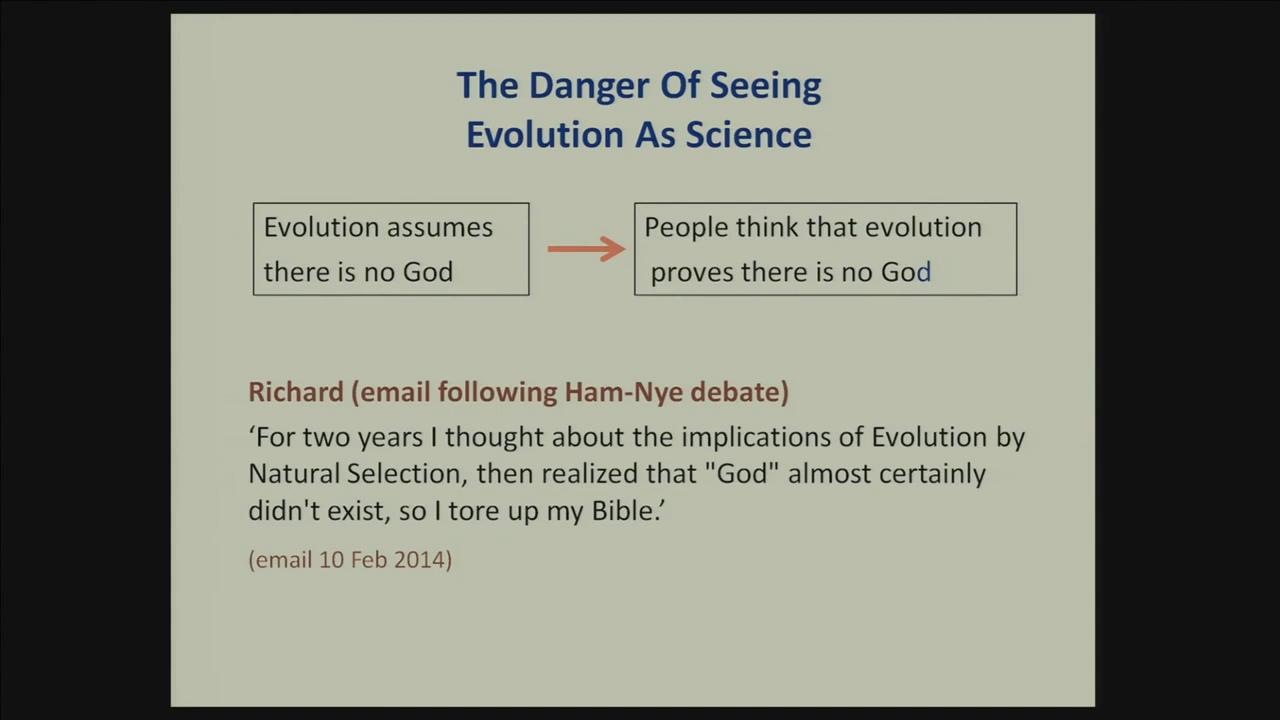 The Danger Of Seeing
Evolution As Science
Evolution assumes
there is no God
People think that evolution
proves there is no God
Richard (email following Ham-Nye debate)
‘For two years I thought about the implications of Evolution by
Natural Selection, then realized that "God" almost certainly
didn't exist, so I tore up my Bible.’
(email 10 Feb 2014)